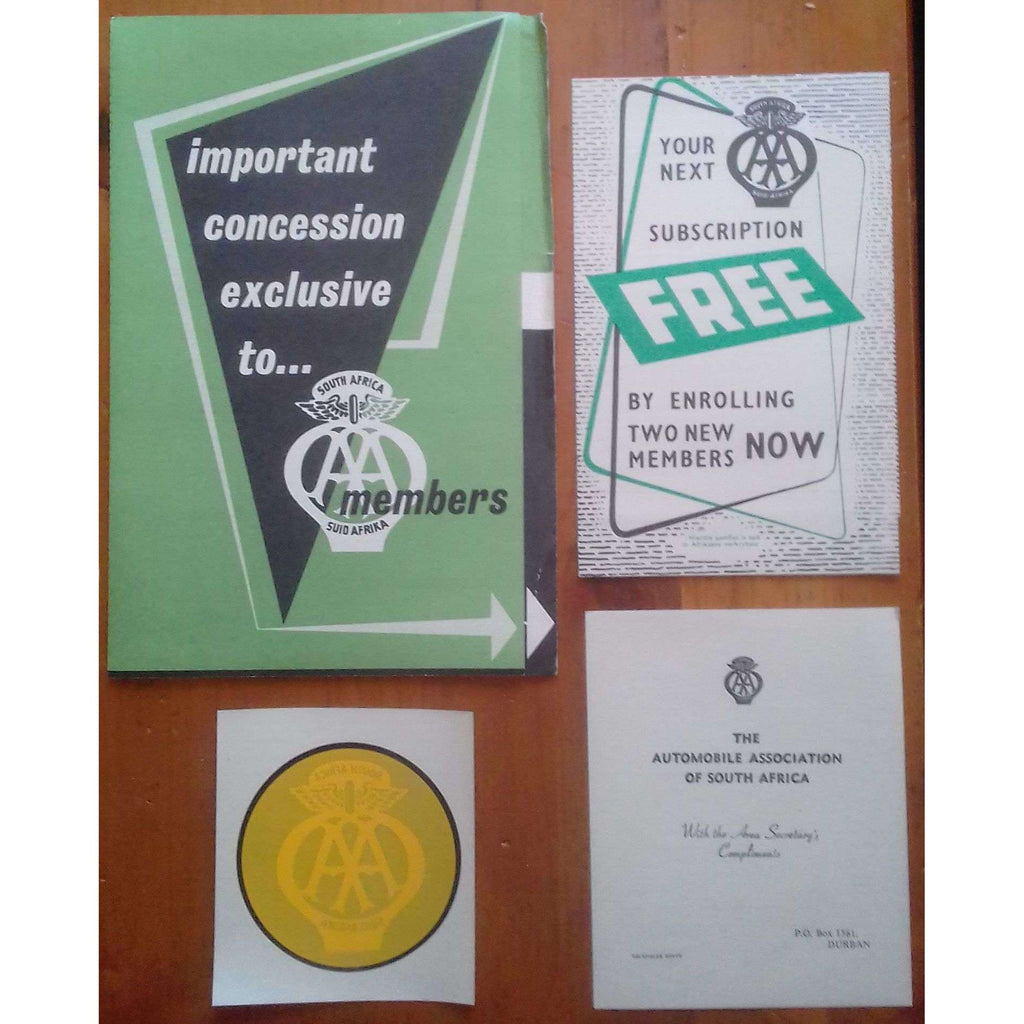 important
concession
exclusive
to...
SOUTH AFRICA
AA
members
SUID AFRIKA
SOUTH AFRICA
AA
SUID AFRIKA
YOUR
NEXT
SUBSCRIPTION
FREE
BY ENROLLING
TWO NEW
MEMBERS NOW
SOUTH AFRICA
AA
AA
THE
AUTOMOBILE ASSOCIATION
OF SOUTH AFRICA
With the Area Secretary's
Compliments
P.O. Box 1561,
DURBAN